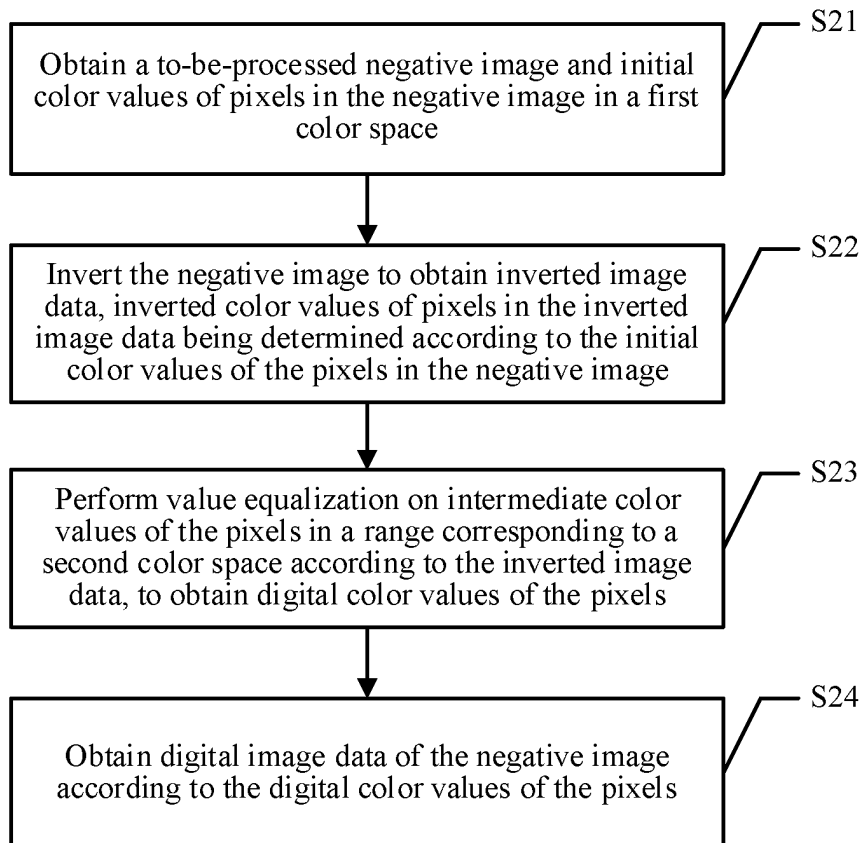 S21
Obtain a to-be-processed negative image and initial
color values of pixels in the negative image in a first
color space
S22
Invert the negative image to obtain inverted image
data, inverted color values of pixels in the inverted
image data being determined according to the initial
color values of the pixels in the negative image
S23
Perform value equalization on intermediate color
values of the pixels in a range corresponding to a
second color space according to the inverted image
data, to obtain digital color values of the pixels
S24
Obtain digital image data of the negative image
according to the digital color values of the pixels